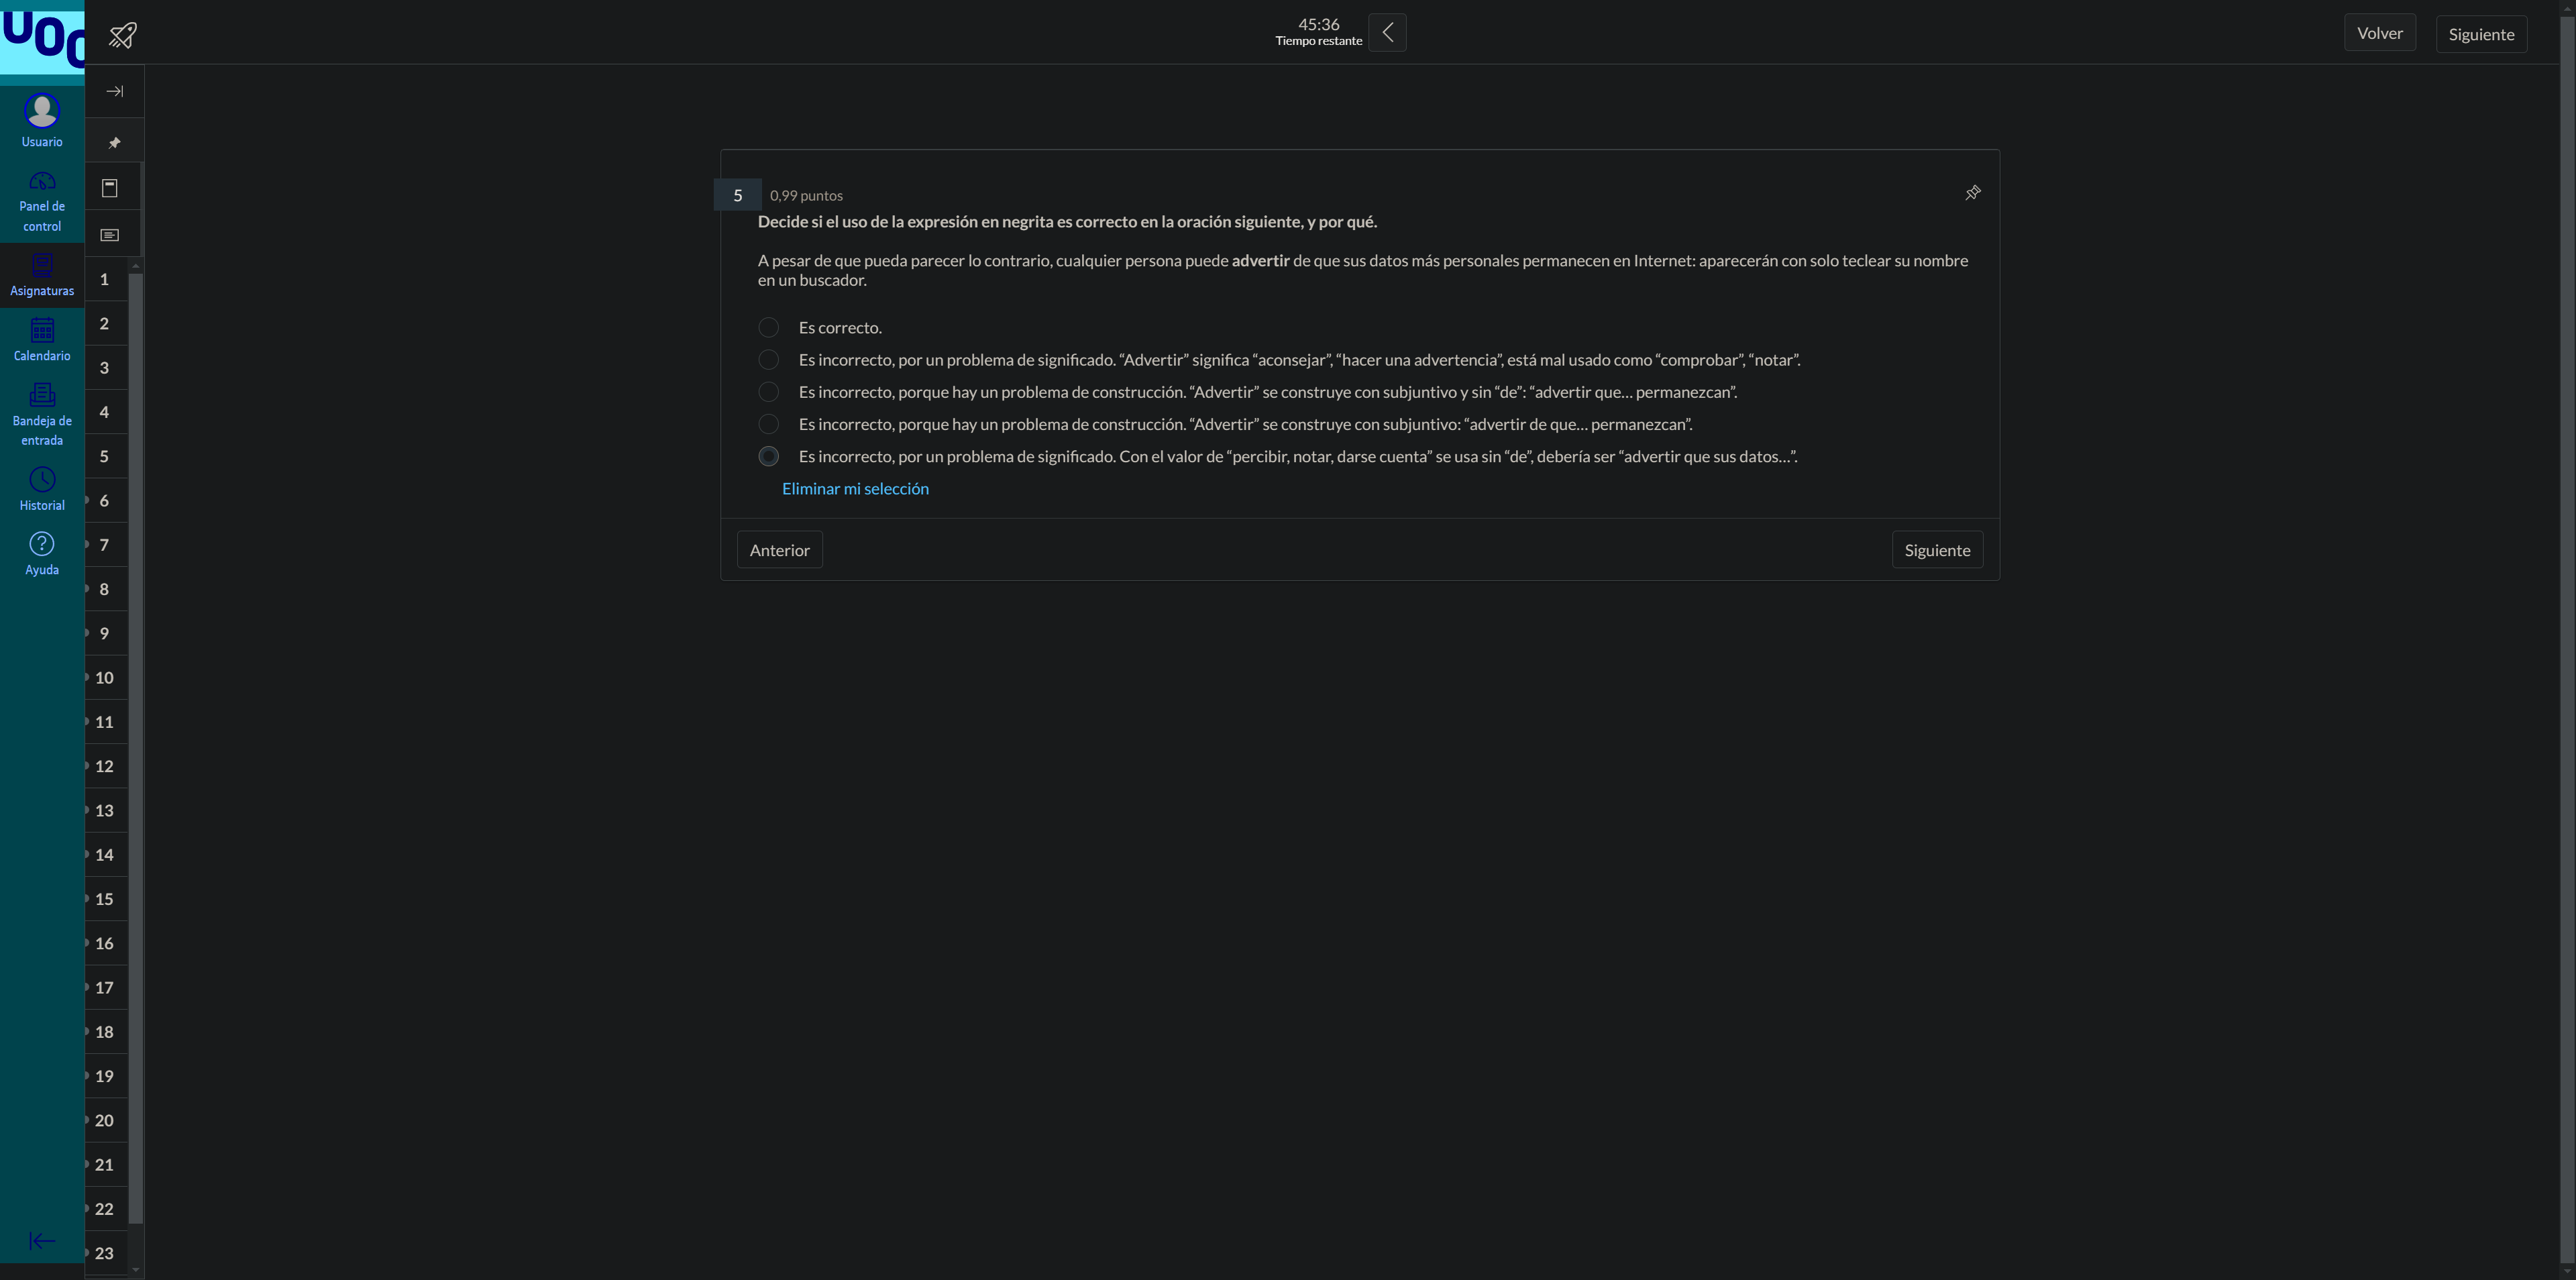 UOC
Usuario
Panel de
control
Asignaturas
Calendario
Bandeja de
entrada
Historial
Ayuda
1
2
3
4
5
6
7
8
9
10
11
12
13
14
15
16
17
18
19
20
21
22
23
45:36
Tiempo restante
Volver
Siguiente
5
0,99 puntos
Decide si el uso de la expresión en negrita es correcto en la oración siguiente, y por qué.
A pesar de que pueda parecer lo contrario, cualquier persona puede advertir de que sus datos más personales permanecen en Internet: aparecerán con solo teclear su nombre
en un buscador.
Es correcto.
Es incorrecto, por un problema de significado. “Advertir” significa “aconsejar”, “hacer una advertencia”, está mal usado como “comprobar”, “notar”.
Es incorrecto, porque hay un problema de construcción. “Advertir” se construye con subjuntivo y sin “de”: “advertir que... permanezcan”.
Es incorrecto, porque hay un problema de construcción. “Advertir” se construye con subjuntivo: “advertir de que... permanezcan”.
Es incorrecto, por un problema de significado. Con el valor de “percibir, notar, darse cuenta” se usa sin “de”, debería ser “advertir que sus datos...”.
Eliminar mi selección
Anterior
Siguiente